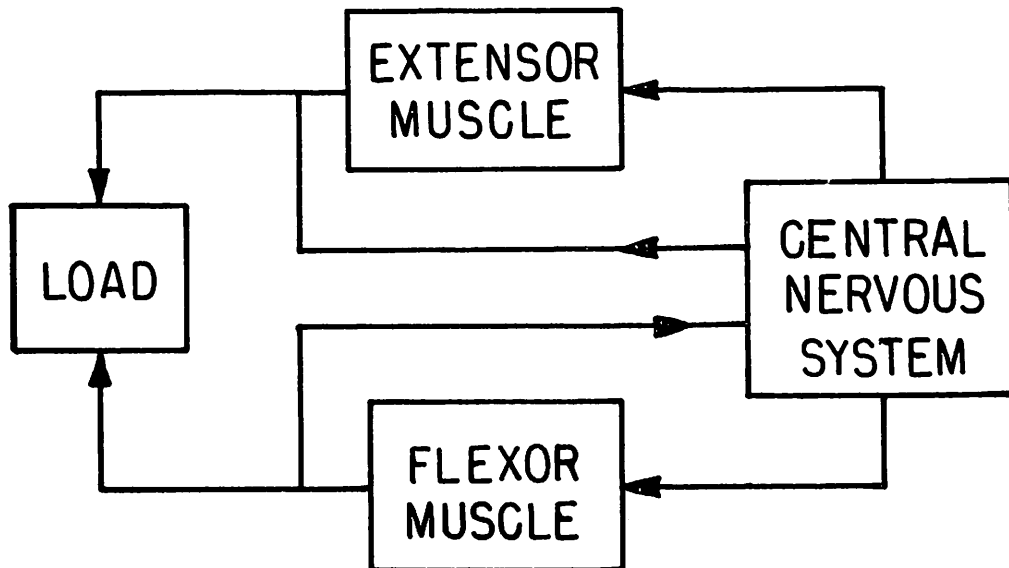 EXTENSOR
MUSCLE
LOAD
CENTRAL
NERVOUS
SYSTEM
FLEXOR
MUSCLE